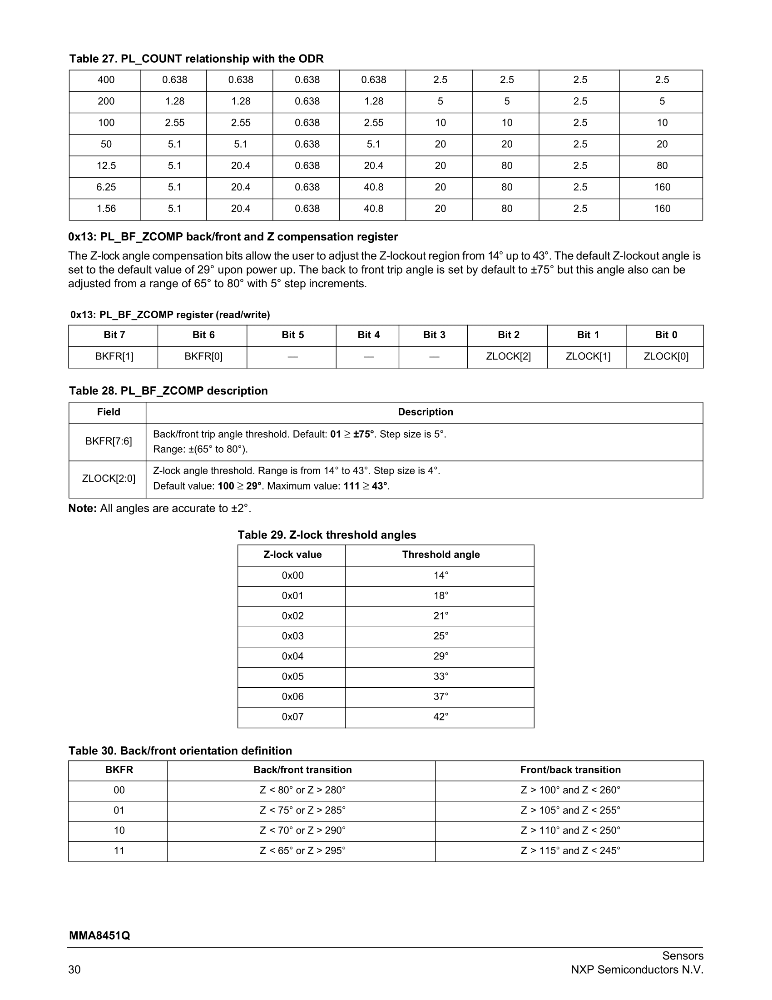 Table 27. PL_COUNT relationship with the ODR
400 0.638 0.638 0.638 0.638 2.5 2.5 2.5 2.5
200 1.28 1.28 0.638 1.28 5 5 2.5 5
100 2.55 2.55 0.638 2.55 10 10 2.5 10
50 5.1 5.1 0.638 5.1 20 20 2.5 20
12.5 5.1 20.4 0.638 20.4 20 80 2.5 80
6.25 5.1 20.4 0.638 40.8 20 80 2.5 160
1.56 5.1 20.4 0.638 40.8 20 80 2.5 160
0x13: PL_BF_ZCOMP back/front and Z compensation register
The Z-lock angle compensation bits allow the user to adjust the Z-lockout region from 14° up to 43°. The default Z-lockout angle is
set to the default value of 29° upon power up. The back to front trip angle is set by default to ±75° but this angle also can be
adjusted from a range of 65° to 80° with 5° step increments.
0x13: PL_BF_ZCOMP register (read/write)
Bit 7 Bit 6 Bit 5 Bit 4 Bit 3 Bit 2 Bit 1 Bit 0
BKFR[1] BKFR[0] — — — ZLOCK[2] ZLOCK[1] ZLOCK[0]
Table 28. PL_BF_ZCOMP description
Field Description
BKFR[7:6] Back/front trip angle threshold. Default: 01 ≥ ±75°. Step size is 5°.
Range: ±(65° to 80°).
ZLOCK[2:0] Z-lock angle threshold. Range is from 14° to 43°. Step size is 4°.
Default value: 100 ≥ 29°. Maximum value: 111 ≥ 43°.
Note: All angles are accurate to ±2°.
Table 29. Z-lock threshold angles
Z-lock value Threshold angle
0x00 14°
0x01 18°
0x02 21°
0x03 25°
0x04 29°
0x05 33°
0x06 37°
0x07 42°
Table 30. Back/front orientation definition
BKFR Back/front transition Front/back transition
00 Z < 80° or Z > 280° Z > 100° and Z < 260°
01 Z < 75° or Z > 285° Z > 105° and Z < 255°
10 Z < 70° or Z > 290° Z > 110° and Z < 250°
11 Z < 65° or Z > 295° Z > 115° and Z < 245°
MMA8451Q
Sensors
30 NXP Semiconductors N.V.